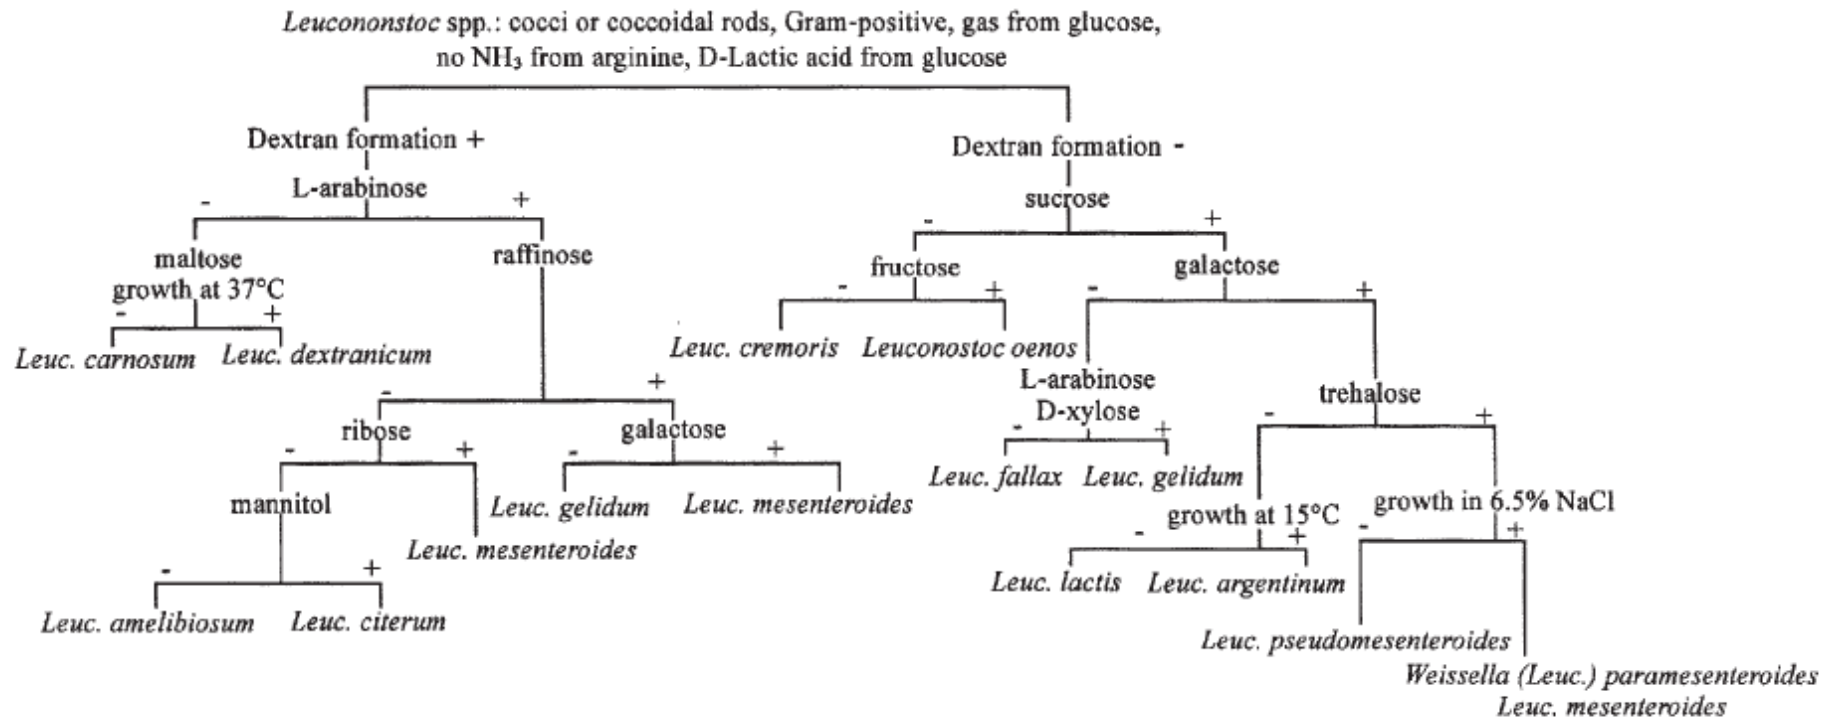 Leucononstoc spp.: cocci or coccoidal rods, Gram-positive, gas from glucose,
no NH₃ from arginine, D-Lactic acid from glucose
Dextran formation +
Dextran formation -
L-arabinose
- +
sucrose
- +
maltose
growth at 37°C
- +
raffinose
fructose
- +
galactose
- +
Leuc. carnosum
Leuc. dextranicum
Leuc. cremoris
Leuconostoc oenos
L-arabinose
D-xylose
- +
trehalose
- +
- +
ribose
- +
galactose
- +
Leuc. fallax
Leuc. gelidum
mannitol
- +
Leuc. gelidum
Leuc. mesenteroides
growth at 15°C
- +
growth in 6.5% NaCl
- +
Leuc. mesenteroides
Leuc. lactis
Leuc. argentinum
Leuc. amelibiosum
Leuc. citerum
Leuc. pseudomesenteroides
Weissella (Leuc.) paramesenteroides
Leuc. mesenteroides